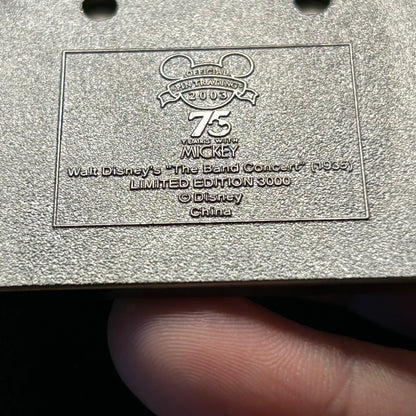 OFFICIAL
PIN TRADING
2003
75
YEARS WITH
MICKEY
Walt Disney's "The Band Concert" (1935)
LIMITED EDITION 3000
© Disney
China